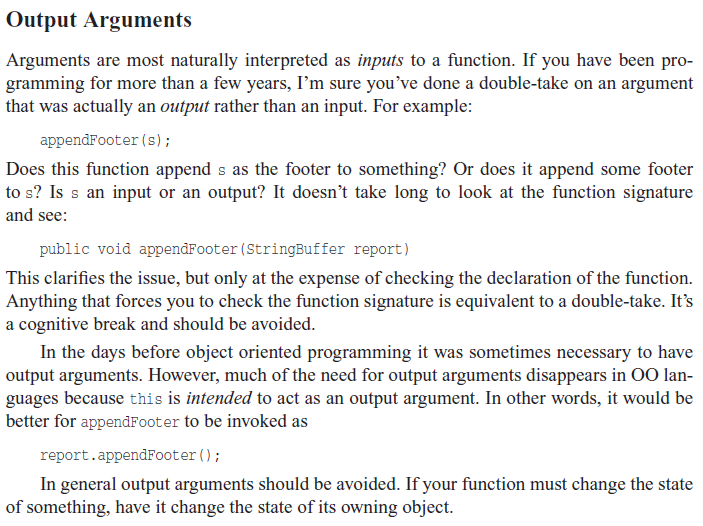 Output Arguments
Arguments are most naturally interpreted as inputs to a function. If you have been pro-
gramming for more than a few years, I’m sure you’ve done a double-take on an argument
that was actually an output rather than an input. For example:
appendFooter(s);
Does this function append s as the footer to something? Or does it append some footer
to s? Is s an input or an output? It doesn’t take long to look at the function signature
and see:
public void appendFooter(StringBuffer report)
This clarifies the issue, but only at the expense of checking the declaration of the function.
Anything that forces you to check the function signature is equivalent to a double-take. It’s
a cognitive break and should be avoided.
In the days before object oriented programming it was sometimes necessary to have
output arguments. However, much of the need for output arguments disappears in OO lan-
guages because this is intended to act as an output argument. In other words, it would be
better for appendFooter to be invoked as
report.appendFooter();
In general output arguments should be avoided. If your function must change the state
of something, have it change the state of its owning object.